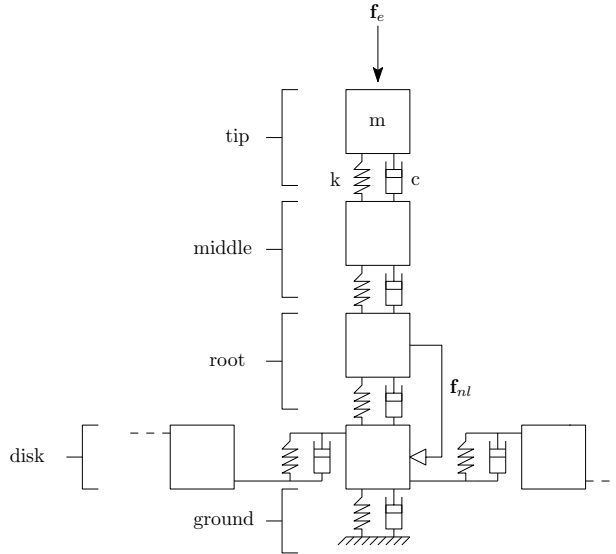 f_e
m
tip
k
c
middle
root
f_nl
disk
ground